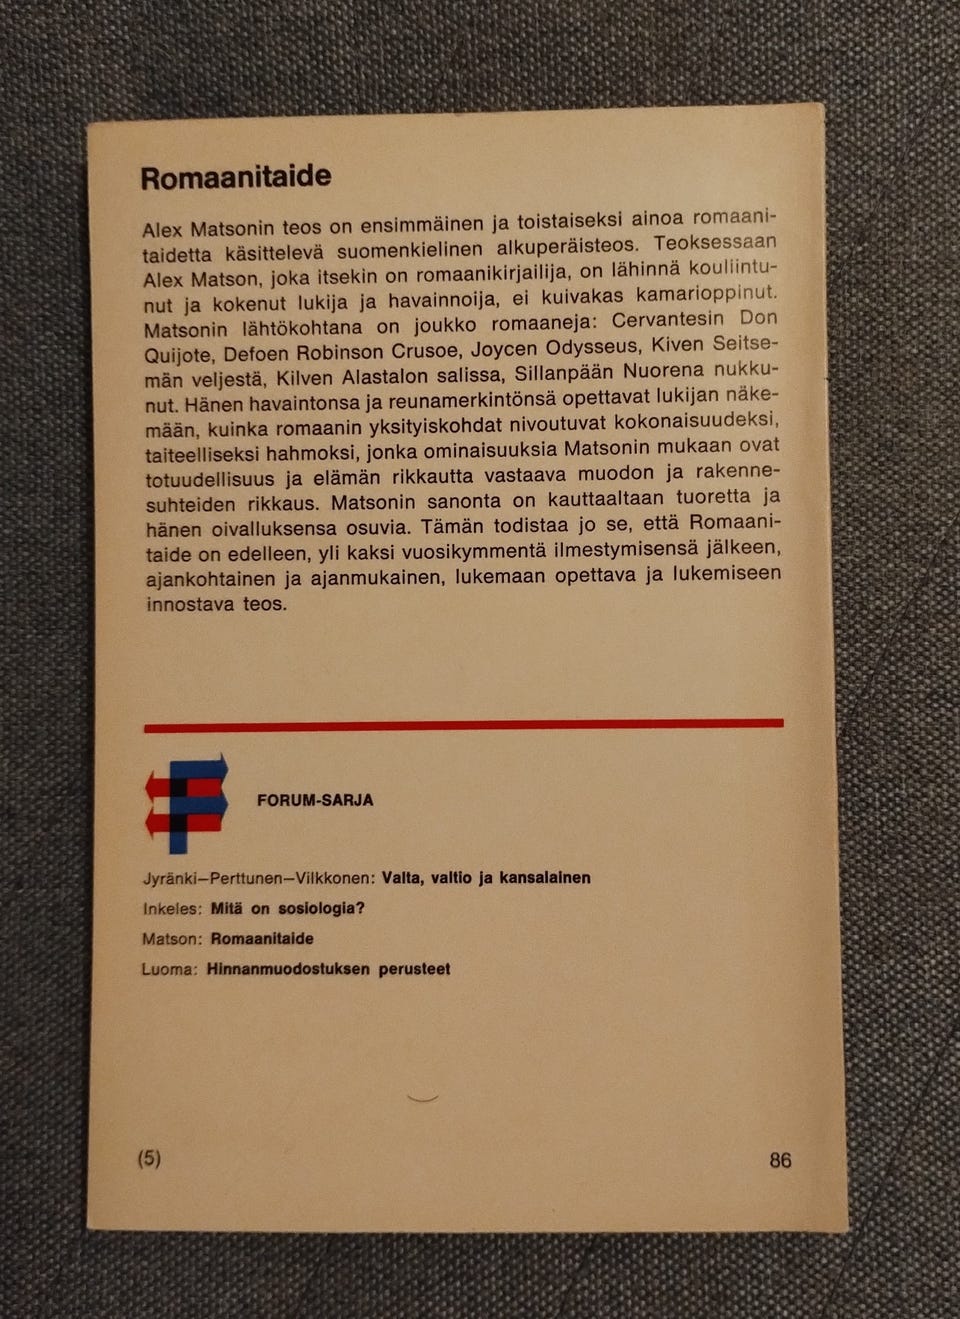 Romaanitaide
Alex Matsonin teos on ensimmäinen ja toistaiseksi ainoa romaani-
taidetta käsittelevä suomenkielinen alkuperäisteos. Teoksessaan
Alex Matson, joka itsekin on romaanikirjailija, on lähinnä kouliintu-
nut ja kokenut lukija ja havainnoija, ei kuivakas kamarioppinut.
Matsonin lähtökohtana on joukko romaaneja: Cervantesin Don
Quijote, Defoen Robinson Crusoe, Joycen Odysseus, Kiven Seitse-
män veljestä, Kilven Alastalon salissa, Sillanpään Nuorena nukku-
nut. Hänen havaintonsa ja reunamerkintönsä opettavat lukijan näke-
mään, kuinka romaanin yksityiskohdat nivoutuvat kokonaisuudeksi,
taiteelliseksi hahmoksi, jonka ominaisuuksia Matsonin mukaan ovat
totuudellisuus ja elämän rikkautta vastaava muodon ja rakenne-
suhteiden rikkaus. Matsonin sanonta on kauttaaltaan tuoretta ja
hänen oivalluksensa osuvia. Tämän todistaa jo se, että Romaani-
taide on edelleen, yli kaksi vuosikymmentä ilmestymisensä jälkeen,
ajankohtainen ja ajanmukainen, lukemaan opettava ja lukemiseen
innostava teos.
FORUM-SARJA
Jyränki–Perttunen–Vilkkonen: Valta, valtio ja kansalainen
Inkeles: Mitä on sosiologia?
Matson: Romaanitaide
Luoma: Hinnanmuodostuksen perusteet
(5) 86